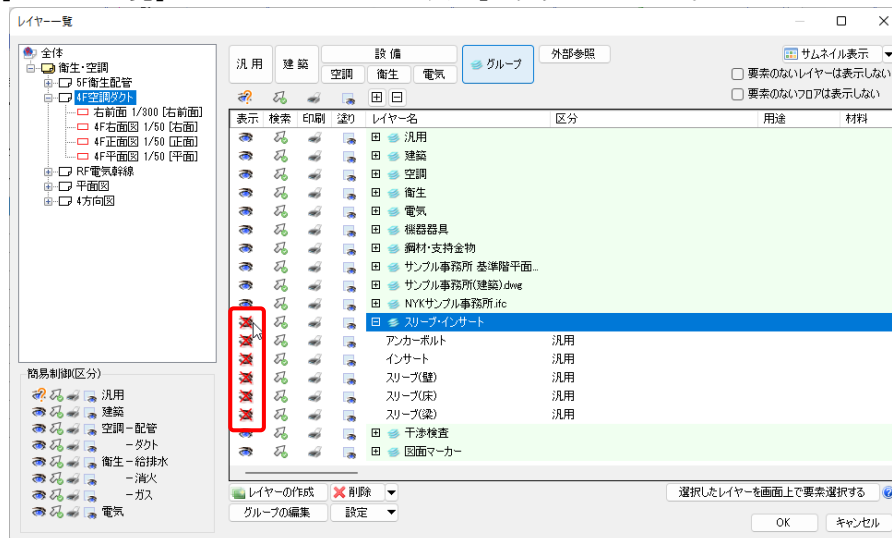 レイヤー一覧
全体
衛生・空調
5F衛生配管
4F空調ダクト
右前面 1/300 [右前面]
4F右面図 1/50 [右面]
4F正面図 1/50 [正面]
4F平面図 1/50 [平面]
RF電気幹線
平面図
4方向図
汎用 建築 設備 グループ 外部参照 サムネイル表示
空調 衛生 電気
要素のないレイヤーは表示しない
要素のないフロアは表示しない
表示 検索 印刷 塗り レイヤー名 区分 用途 材料
汎用
建築
空調
衛生
電気
機器器具
鋼材・支持金物
サンプル事務所 基準階平面...
サンプル事務所(建築).dwg
NYKサンプル事務所.ifc
スリーブ・インサート
アンカーボルト 汎用
インサート 汎用
スリーブ(壁) 汎用
スリーブ(床) 汎用
スリーブ(梁) 汎用
干渉検査
図面マーカー
簡易制御(区分)
汎用
建築
空調－配管
－ダクト
衛生－給排水
－消火
－ガス
電気
レイヤーの作成 削除 選択したレイヤーを画面上で要素選択する
グループの編集 設定
OK キャンセル